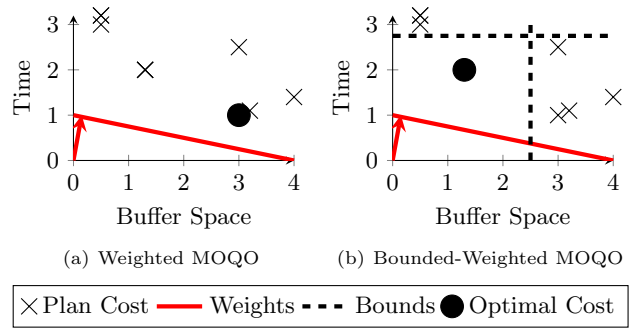 3
2
1
0
Time
0 1 2 3 4
Buffer Space
(a) Weighted MOQO
3
2
1
0
Time
0 1 2 3 4
Buffer Space
(b) Bounded-Weighted MOQO
Plan Cost Weights Bounds Optimal Cost